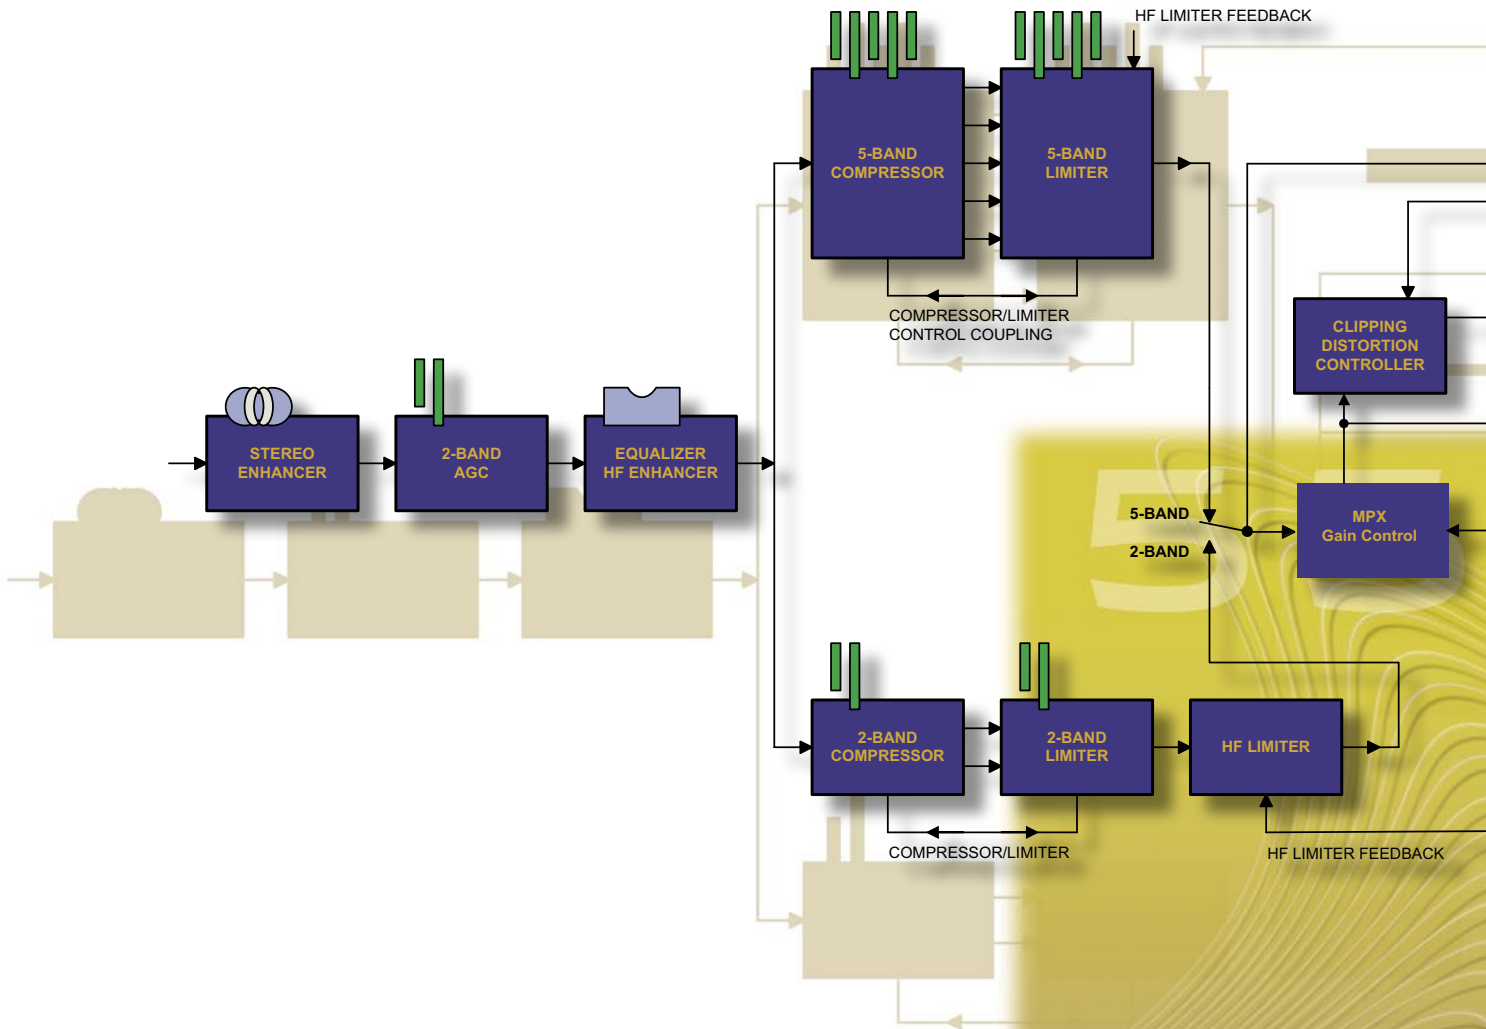 HF LIMITER FEEDBACK
5-BAND
COMPRESSOR
5-BAND
LIMITER
COMPRESSOR/LIMITER
CONTROL COUPLING
CLIPPING
DISTORTION
CONTROLLER
STEREO
ENHANCER
2-BAND
AGC
EQUALIZER
HF ENHANCER
5-BAND
2-BAND
MPX
Gain Control
2-BAND
COMPRESSOR
2-BAND
LIMITER
HF LIMITER
COMPRESSOR/LIMITER
HF LIMITER FEEDBACK